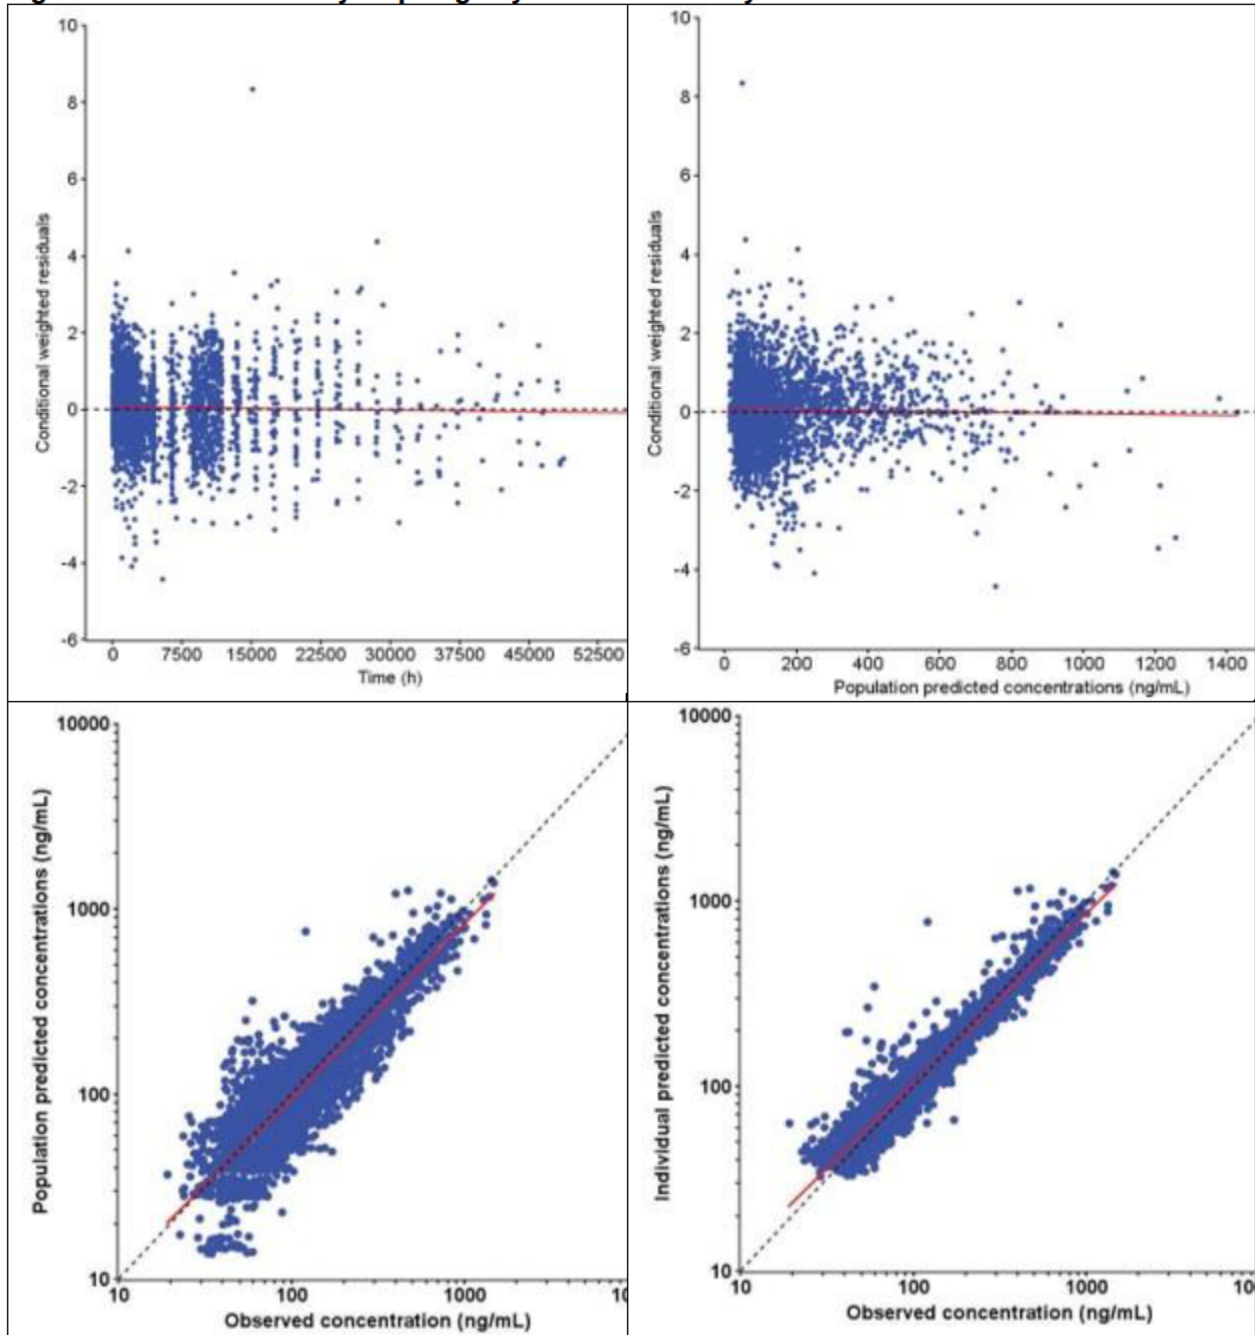 10
8
6
4
2
0
-2
-4
-6
Conditional weighted residuals
0 7500 15000 22500 30000 37500 45000 52500
Time (h)
10
8
6
4
2
0
-2
-4
-6
Conditional weighted residuals
0 200 400 600 800 1000 1200 1400
Population predicted concentrations (ng/mL)
10000
1000
100
10
Population predicted concentrations (ng/mL)
10 100 1000
Observed concentration (ng/mL)
10000
1000
100
10
Individual predicted concentrations (ng/mL)
10 100 1000
Observed concentration (ng/mL)